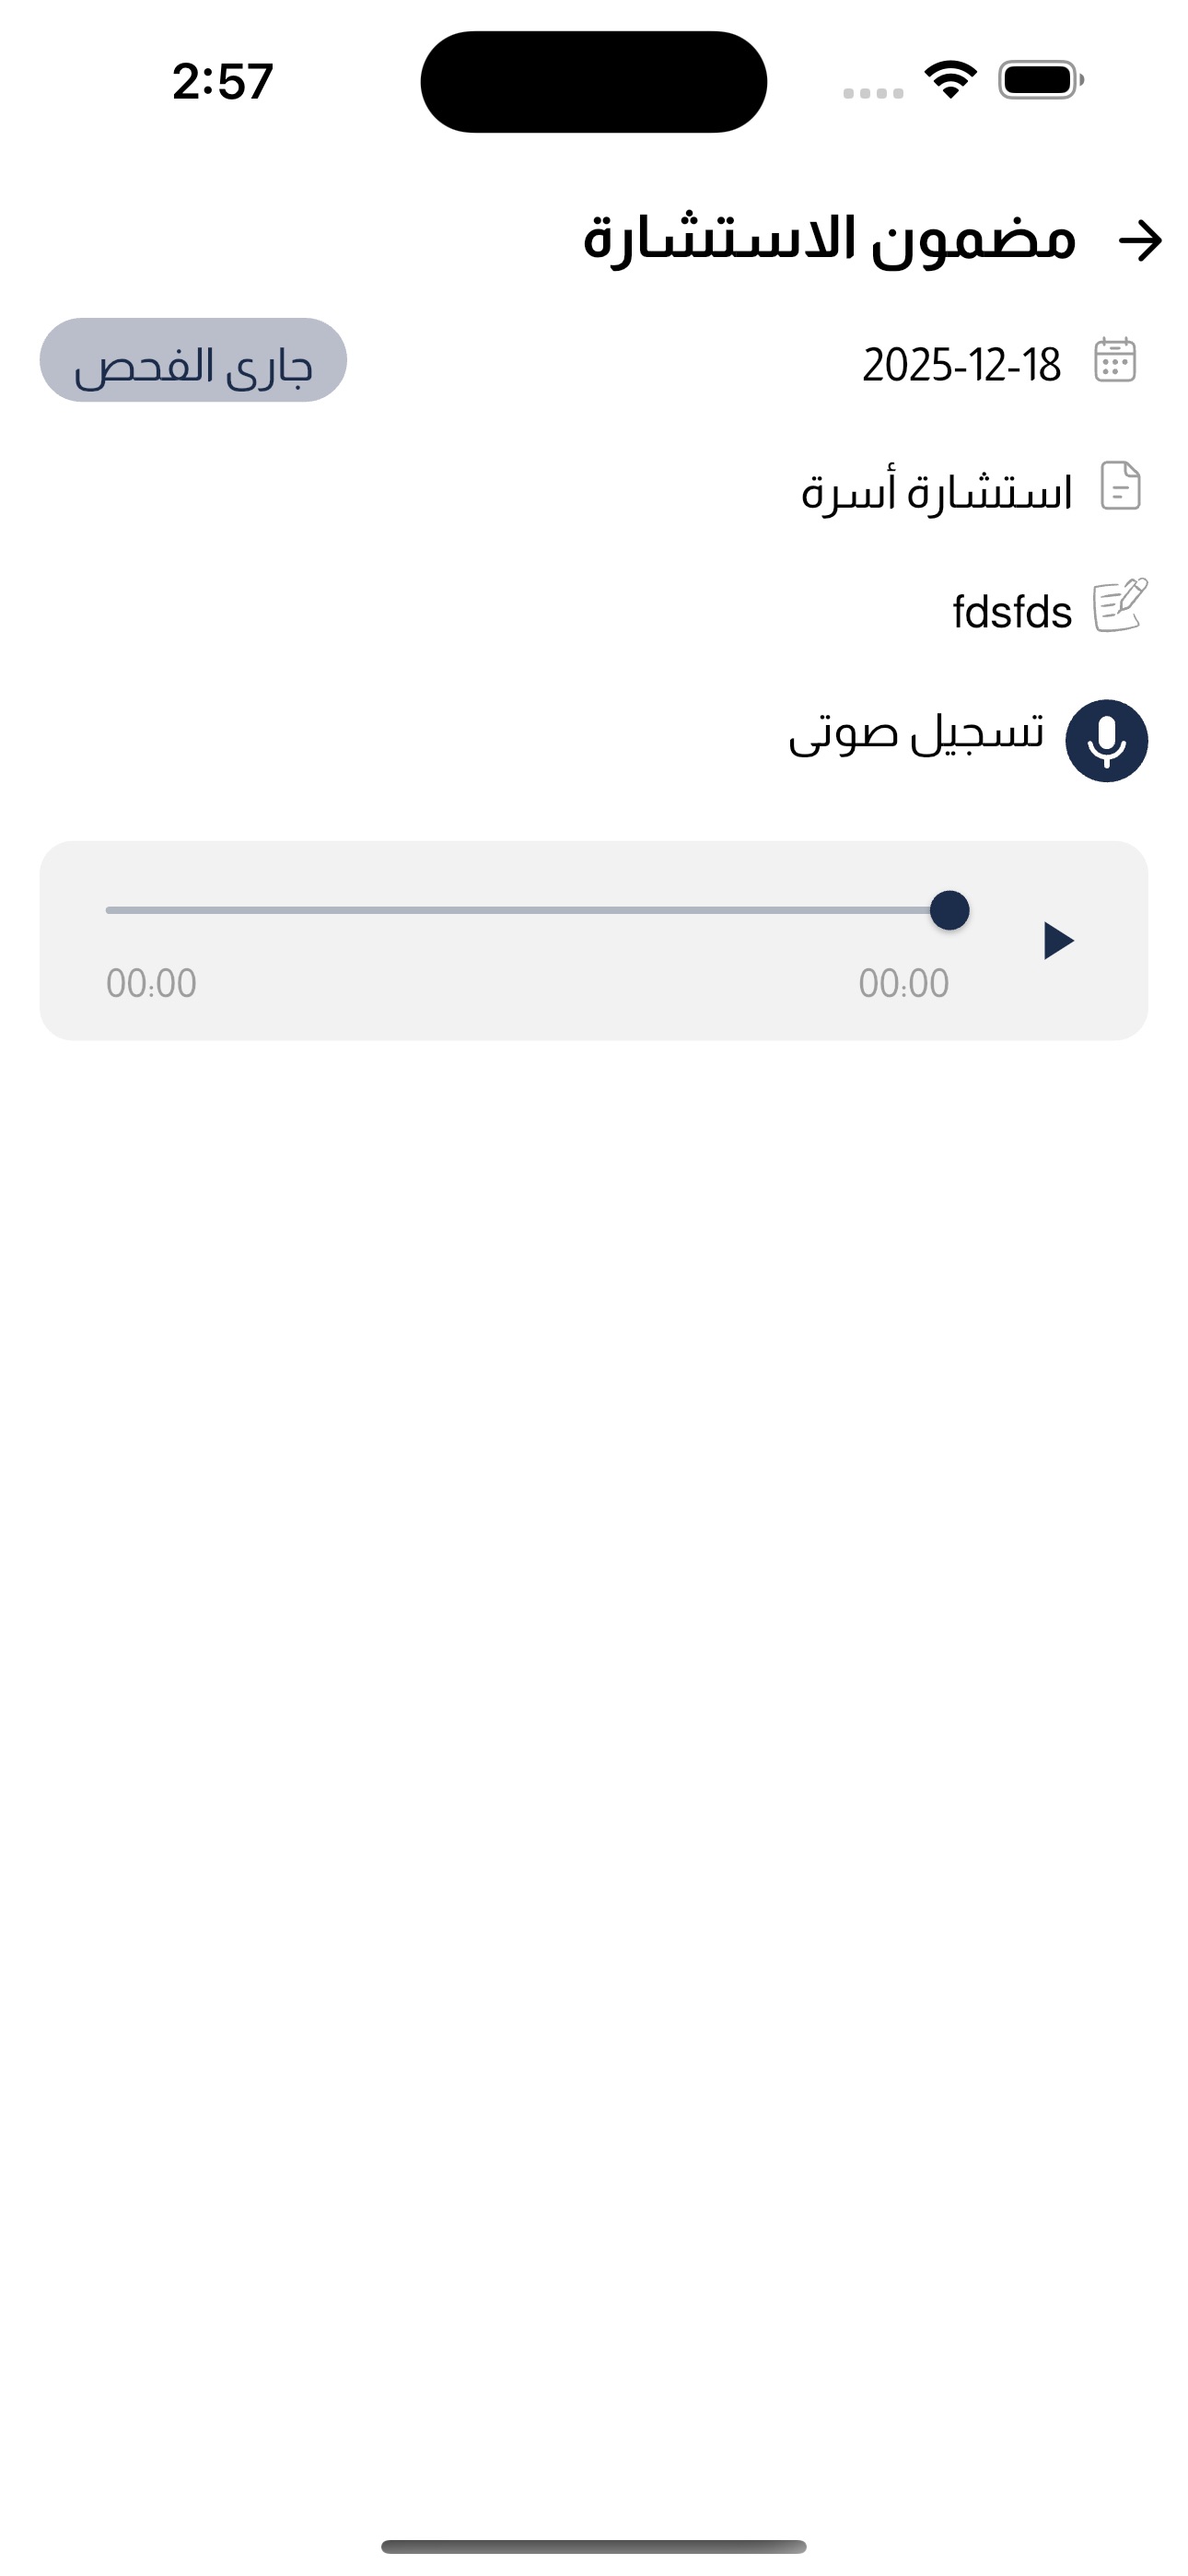 2:57
مضمون الاستشارة
2025-12-18
جارى الفحص
استشارة أسرة
fdsfds
تسجيل صوتى
00:00
00:00